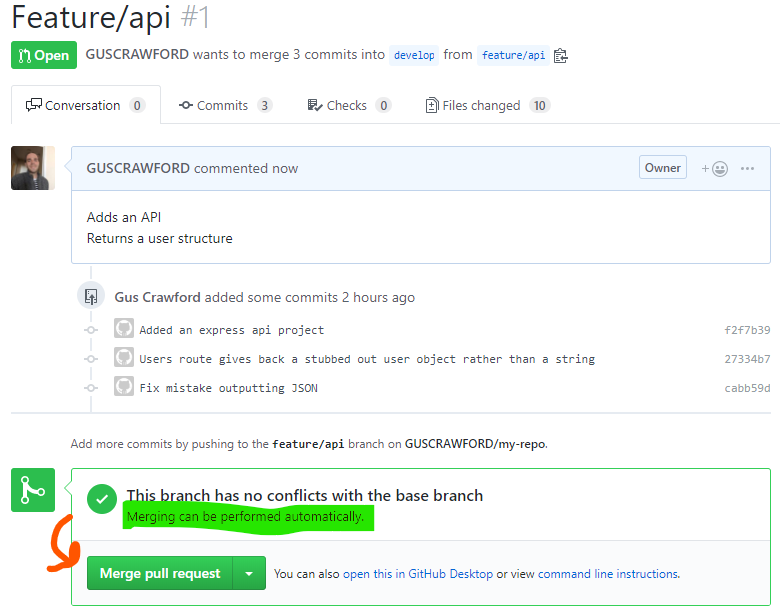 Feature/api #1
Open GUSCRAWFORD wants to merge 3 commits into develop from feature/api
Conversation 0 Commits 3 Checks 0 Files changed 10
GUSCRAWFORD commented now Owner
Adds an API
Returns a user structure
Gus Crawford added some commits 2 hours ago
Added an express api project f2f7b39
Users route gives back a stubbed out user object rather than a string 27334b7
Fix mistake outputting JSON cabb59d
Add more commits by pushing to the feature/api branch on GUSCRAWFORD/my-repo.
This branch has no conflicts with the base branch
Merging can be performed automatically.
Merge pull request You can also open this in GitHub Desktop or view command line instructions.